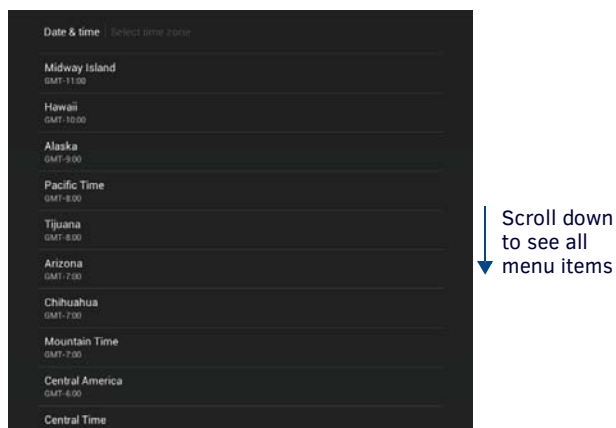 Date & time | Select time zone
Midway Island
GMT-11:00
Hawaii
GMT-10:00
Alaska
GMT-9:00
Pacific Time
GMT-8:00
Tijuana
GMT-8:00
Arizona
GMT-7:00
Chihuahua
GMT-7:00
Mountain Time
GMT-7:00
Central America
GMT-6:00
Central Time
Scroll down
to see all
menu items